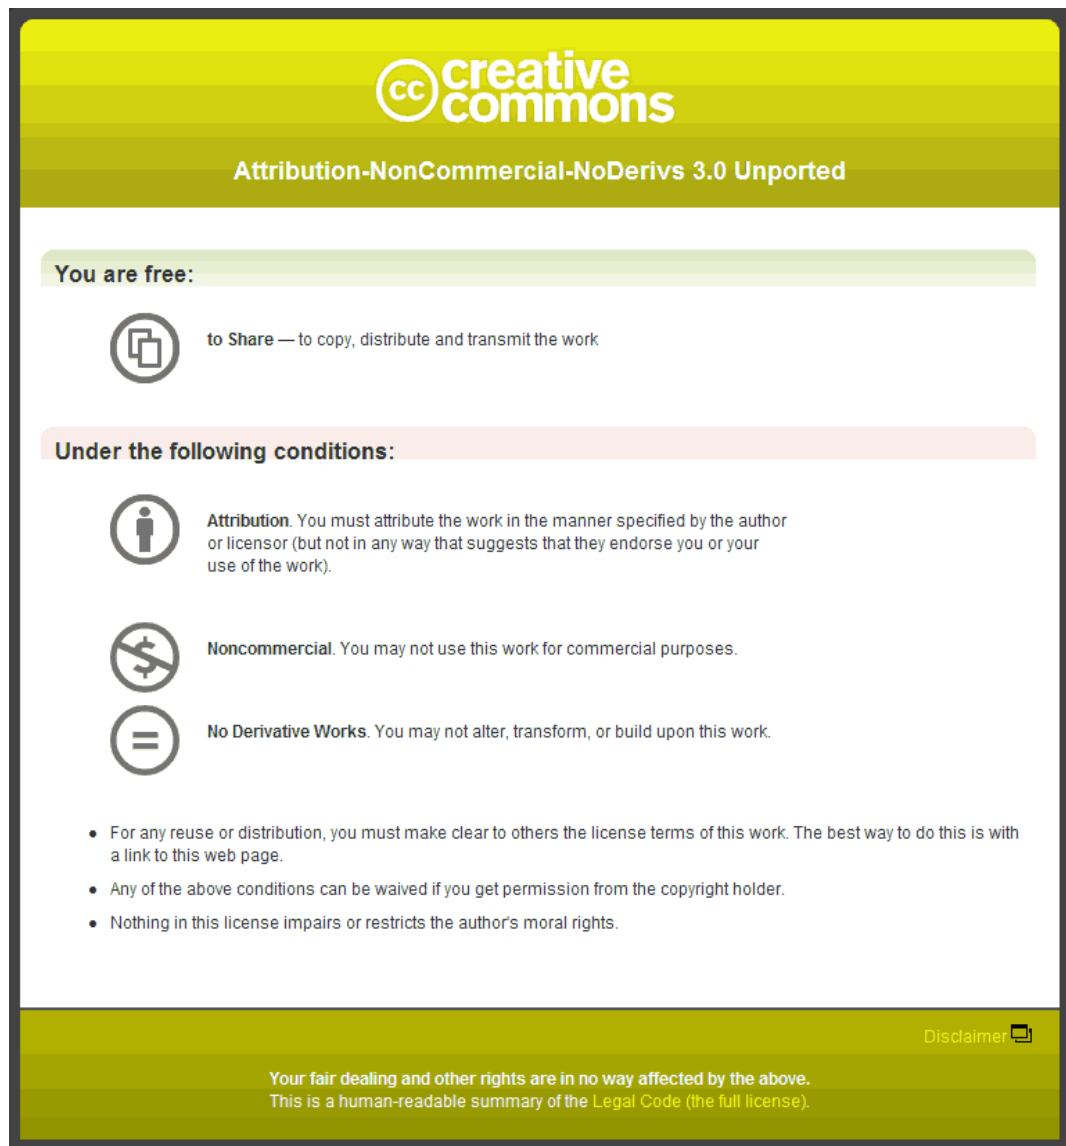 cc creative
commons
Attribution-NonCommercial-NoDerivs 3.0 Unported
You are free:
to Share — to copy, distribute and transmit the work
Under the following conditions:
Attribution. You must attribute the work in the manner specified by the author
or licensor (but not in any way that suggests that they endorse you or your
use of the work).
Noncommercial. You may not use this work for commercial purposes.
No Derivative Works. You may not alter, transform, or build upon this work.
• For any reuse or distribution, you must make clear to others the license terms of this work. The best way to do this is with
a link to this web page.
• Any of the above conditions can be waived if you get permission from the copyright holder.
• Nothing in this license impairs or restricts the author's moral rights.
Disclaimer
Your fair dealing and other rights are in no way affected by the above.
This is a human-readable summary of the Legal Code (the full license).